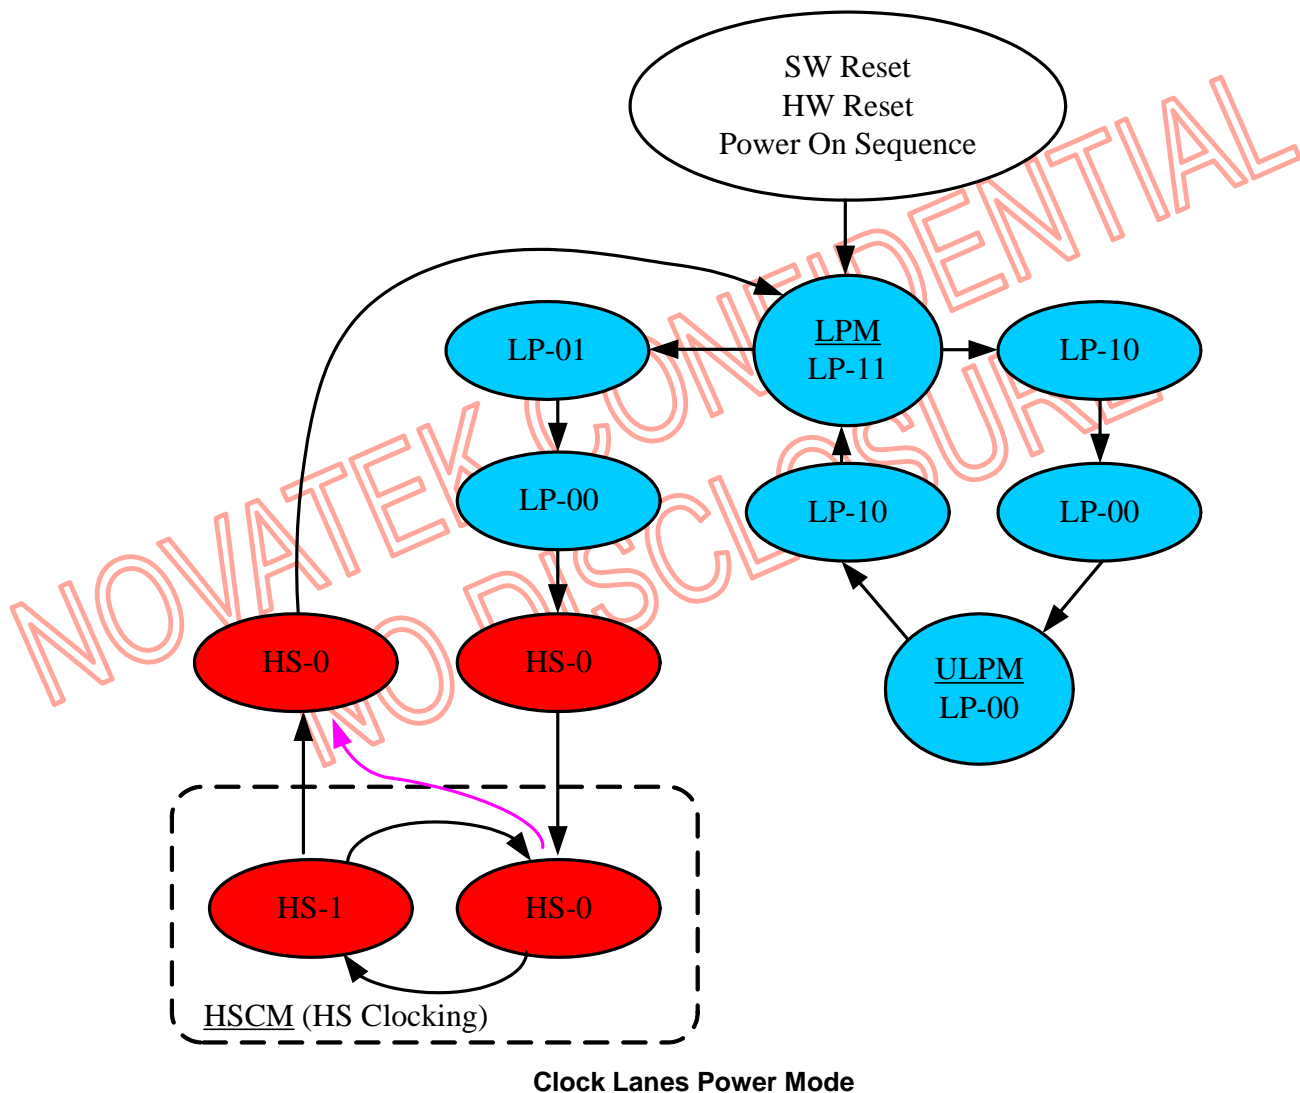 SW Reset
HW Reset
Power On Sequence
NOVATEK CONFIDENTIAL
NO DISCLOSURE
LP-01
LPM
LP-11
LP-10
LP-00
LP-10
LP-00
HS-0
HS-0
ULPM
LP-00
HS-1
HS-0
HSCM (HS Clocking)
Clock Lanes Power Mode